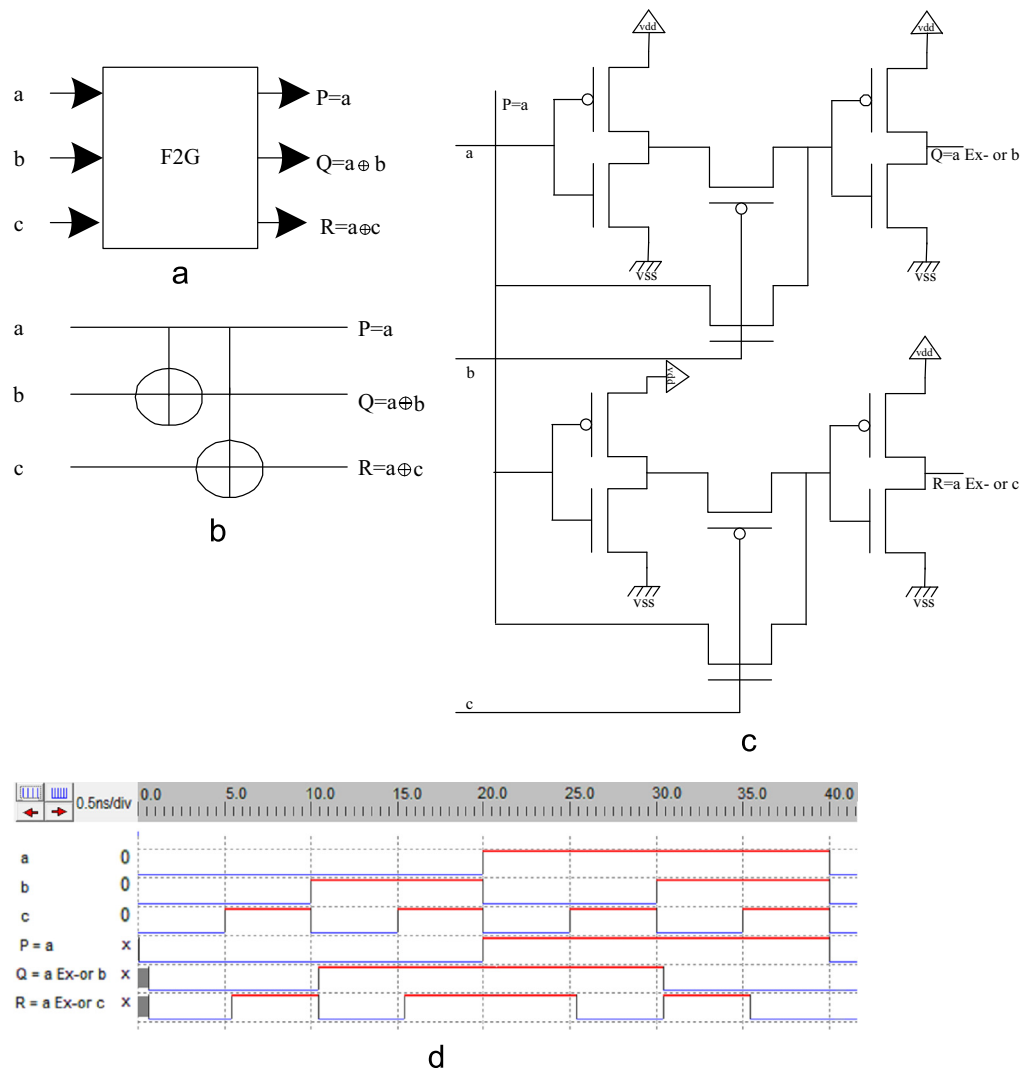 a
b
c
F2G
P=a
Q=a⊕b
R=a⊕c
a
a
b
c
P=a
Q=a⊕b
R=a⊕c
b
vdd
vdd
P=a
a
Q=a Ex- or b
vss
vss
b
vdd
vdd
R=a Ex- or c
vss
vss
c
c
0.5ns/div
0.0 5.0 10.0 15.0 20.0 25.0 30.0 35.0 40.0
a 0
b 0
c 0
P = a x
Q = a Ex-or b x
R = a Ex-or c x
d